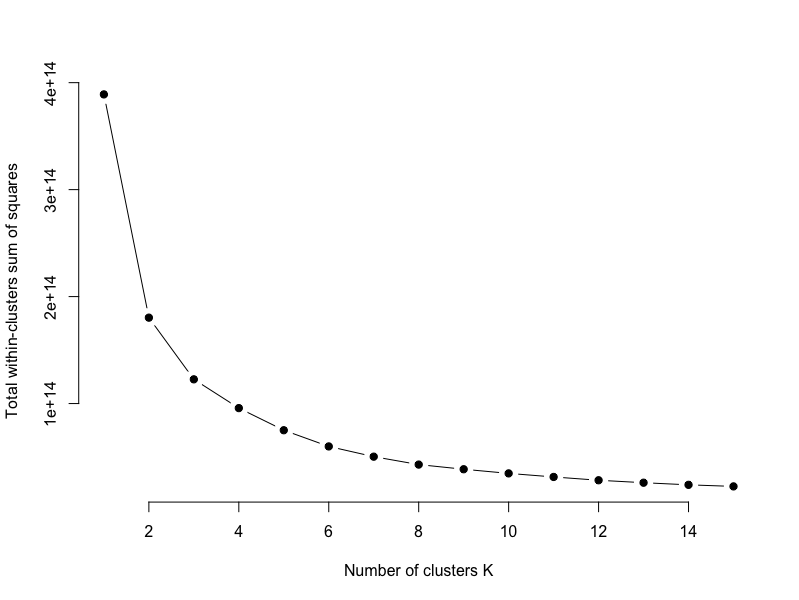 Total within-clusters sum of squares
4e+14
3e+14
2e+14
1e+14
2 4 6 8 10 12 14
Number of clusters K